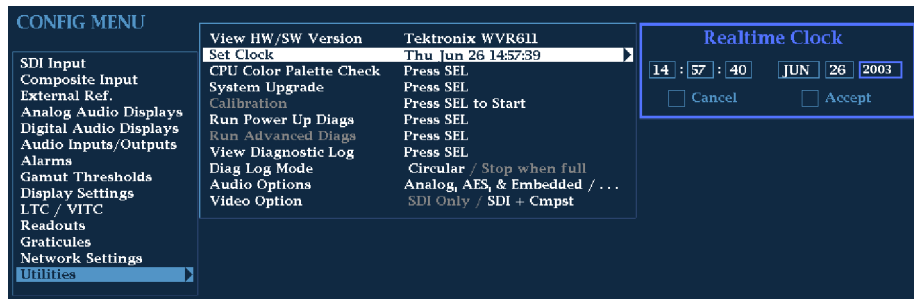 CONFIG MENU
SDI Input
Composite Input
External Ref.
Analog Audio Displays
Digital Audio Displays
Audio Inputs/Outputs
Alarms
Gamut Thresholds
Display Settings
LTC / VITC
Readouts
Graticules
Network Settings
Utilities
View HW/SW Version Tektronix WVR611
Set Clock Thu Jun 26 14:57:39
CPU Color Palette Check Press SEL
System Upgrade Press SEL
Calibration Press SEL to Start
Run Power Up Diags Press SEL
Run Advanced Diags Press SEL
View Diagnostic Log Press SEL
Diag Log Mode Circular / Stop when full
Audio Options Analog, AES, & Embedded / ...
Video Option SDI Only / SDI + Cmpst
Realtime Clock
14 : 57 : 40 JUN 26 2003
Cancel Accept